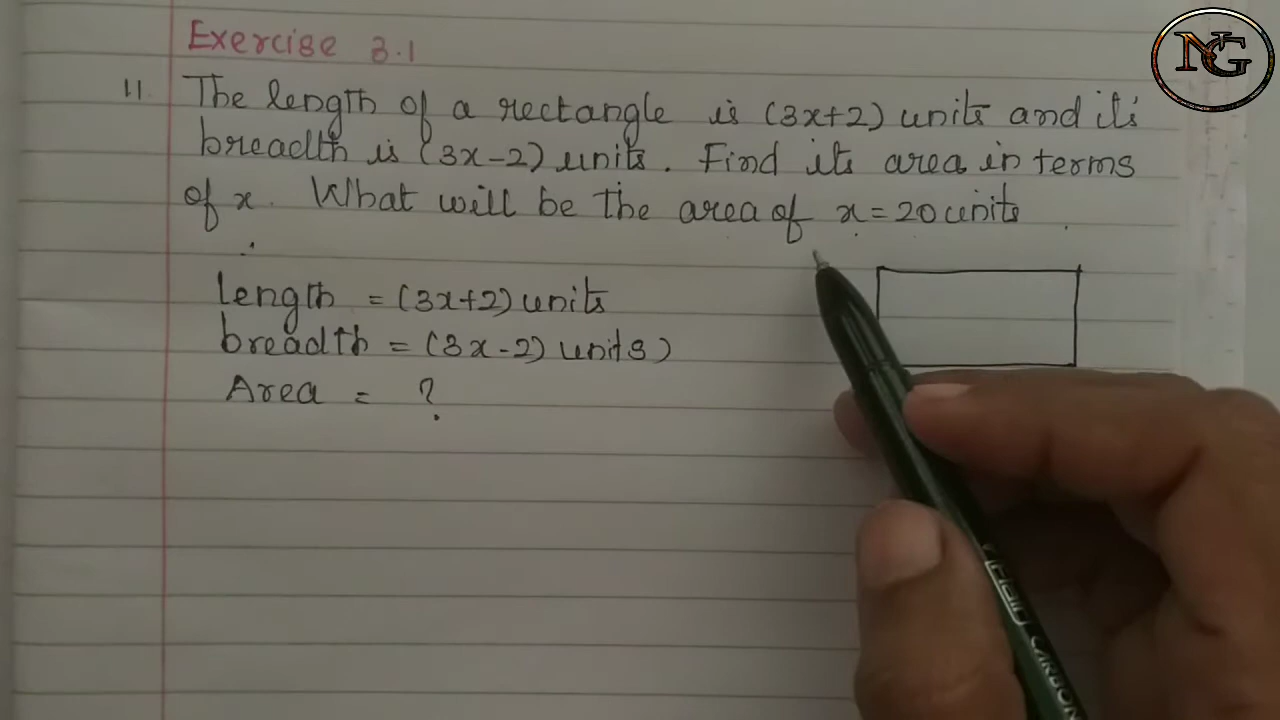 NG
Exercise 3.1
11. The length of a rectangle is (3x+2) units and its
breadth is (3x-2) units. Find its area in terms
of x. What will be the area of x = 20 units
length = (3x+2) units
breadth = (3x-2) units)
Area = ?